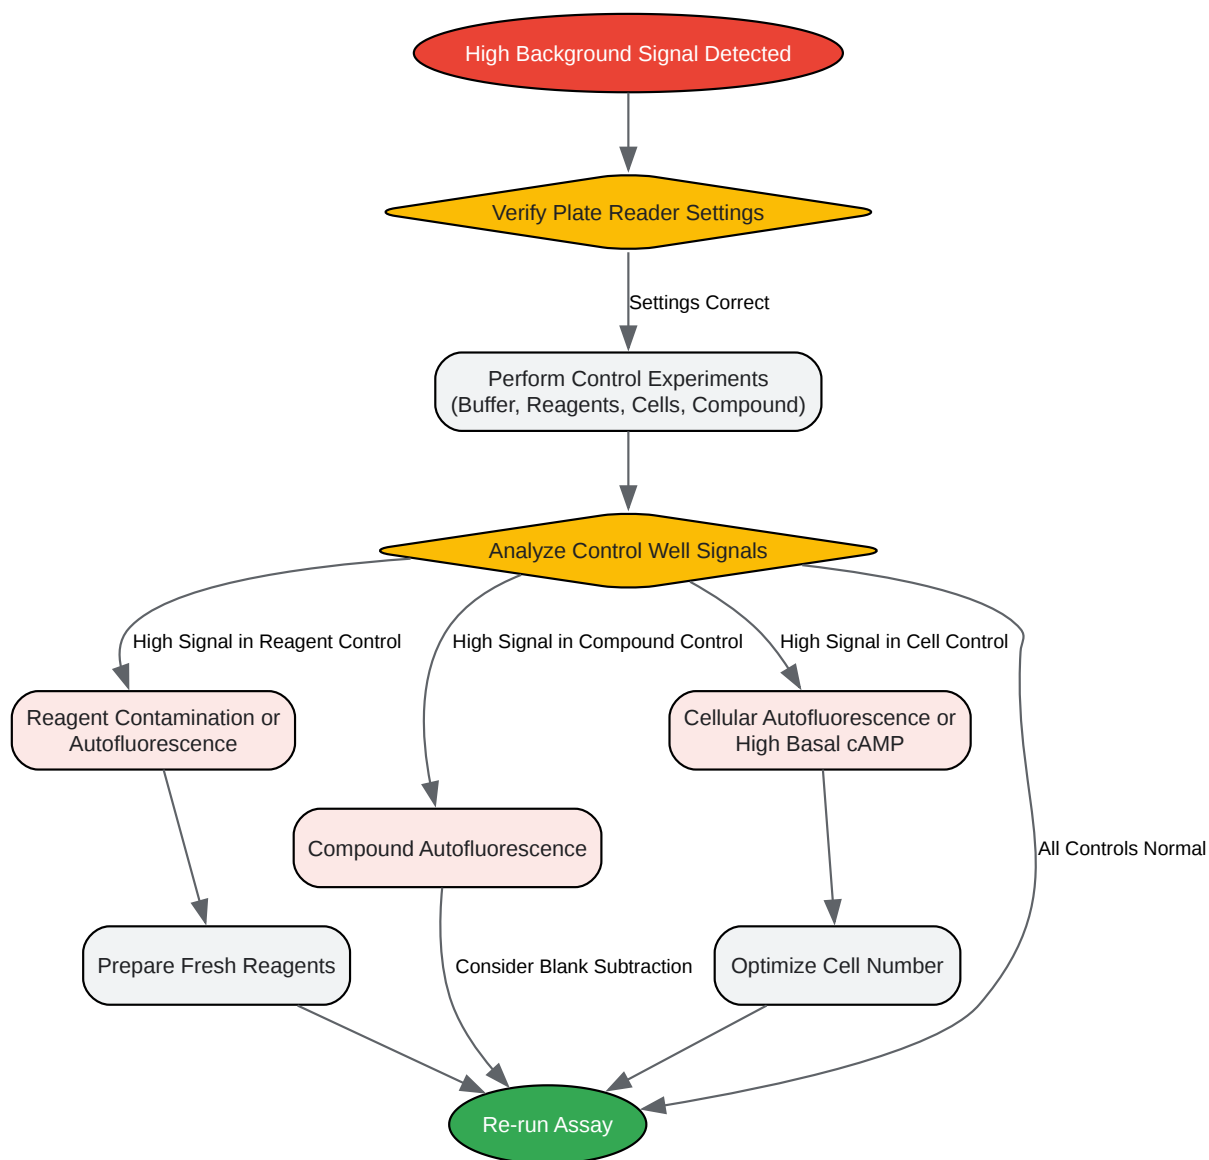 High Background Signal Detected
Verify Plate Reader Settings
Settings Correct
Perform Control Experiments
(Buffer, Reagents, Cells, Compound)
Analyze Control Well Signals
High Signal in Reagent Control
High Signal in Compound Control
High Signal in Cell Control
Reagent Contamination or
Autofluorescence
Cellular Autofluorescence or
High Basal cAMP
Compound Autofluorescence
All Controls Normal
Prepare Fresh Reagents
Consider Blank Subtraction
Optimize Cell Number
Re-run Assay